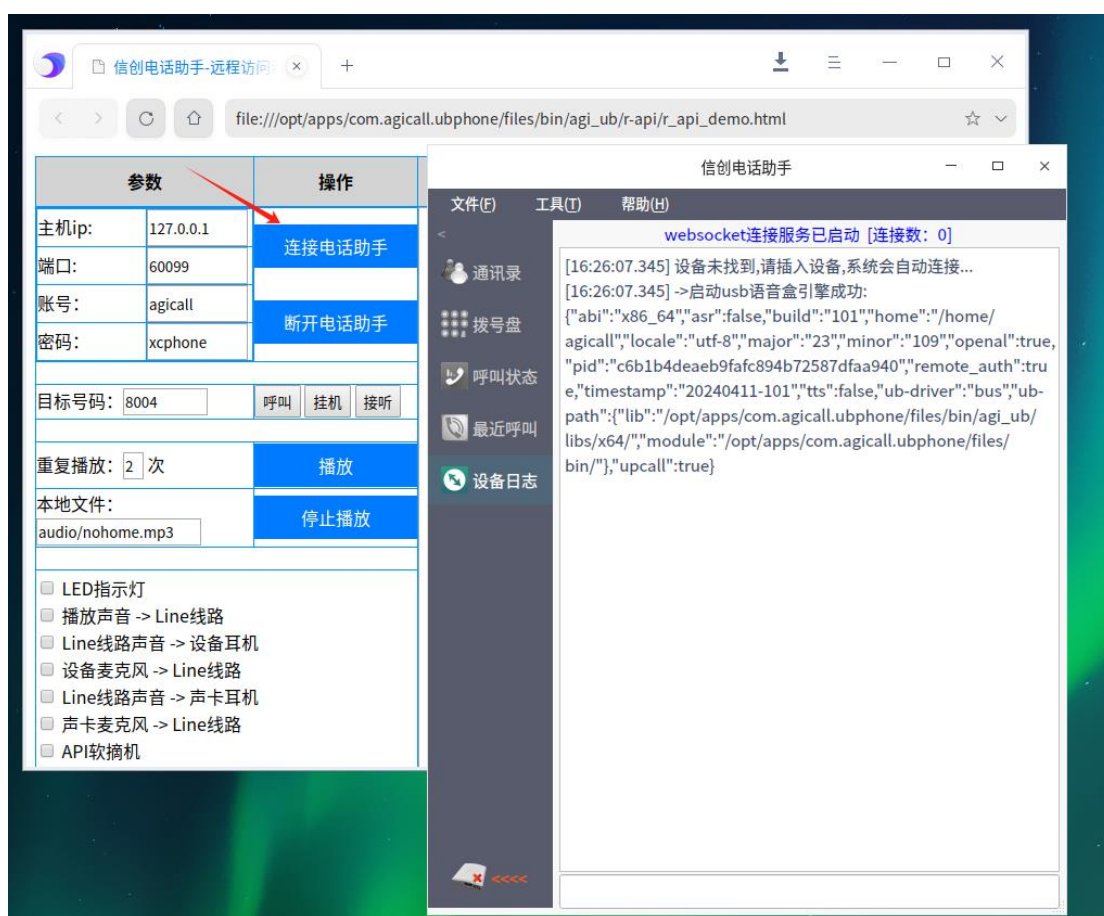 信创电话助手-远程访问
file:///opt/apps/com.agicall.ubphone/files/bin/agi_ub/r-api/r_api_demo.html
参数 操作
主机ip: 127.0.0.1
连接电话助手
端口: 60099
账号: agicall
断开电话助手
密码: xcphone
目标号码: 8004 呼叫 挂机 接听
重复播放: 2 次 播放
本地文件:
audio/nohome.mp3
停止播放
LED指示灯
播放声音 -> Line线路
Line线路声音 -> 设备耳机
设备麦克风 -> Line线路
Line线路声音 -> 声卡耳机
声卡麦克风 -> Line线路
API软摘机
信创电话助手
文件(F) 工具(T) 帮助(H)
<
通讯录
拨号盘
呼叫状态
最近呼叫
设备日志
<<<<
websocket连接服务已启动 [连接数: 0]
[16:26:07.345] 设备未找到,请插入设备,系统会自动连接...
[16:26:07.345] ->启动usb语音盒引擎成功:
{"abi":"x86_64","asr":false,"build":"101","home":"/home/
agicall","locale":"utf-8","major":"23","minor":"109","openal":true,
"pid":"c6b1b4deaeb9fafc894b72587dfaa940","remote_auth":tru
e,"timestamp":"20240411-101","tts":false,"ub-driver":"bus","ub-
path":{"lib":"/opt/apps/com.agicall.ubphone/files/bin/agi_ub/
libs/x64/","module":"/opt/apps/com.agicall.ubphone/files/
bin/"},"upcall":true}